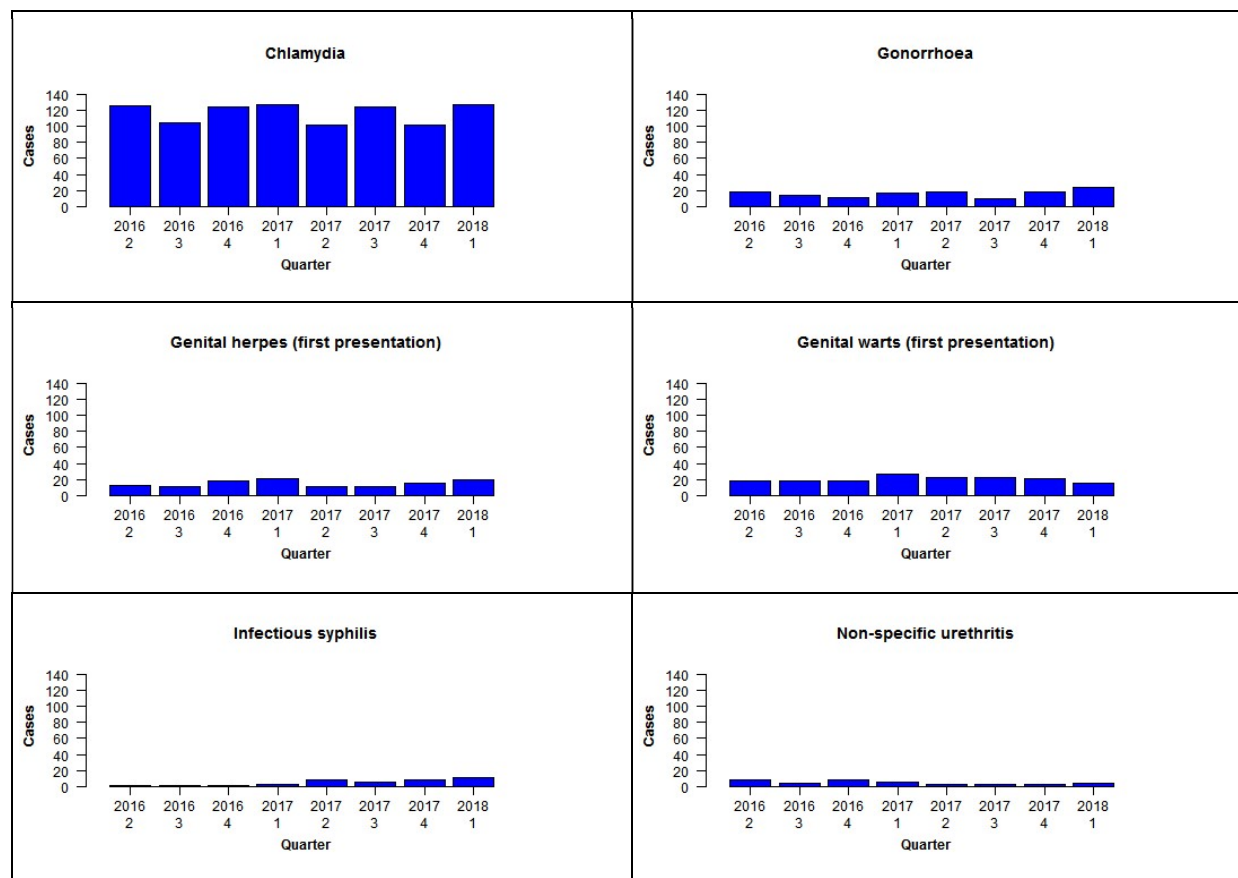 Chlamydia
Cases
140
120
100
80
60
40
20
0
2016 2016 2016 2017 2017 2017 2017 2018
2 3 4 1 2 3 4 1
Quarter
Gonorrhoea
Cases
140
120
100
80
60
40
20
0
2016 2016 2016 2017 2017 2017 2017 2018
2 3 4 1 2 3 4 1
Quarter
Genital herpes (first presentation)
Cases
140
120
100
80
60
40
20
0
2016 2016 2016 2017 2017 2017 2017 2018
2 3 4 1 2 3 4 1
Quarter
Genital warts (first presentation)
Cases
140
120
100
80
60
40
20
0
2016 2016 2016 2017 2017 2017 2017 2018
2 3 4 1 2 3 4 1
Quarter
Infectious syphilis
Cases
140
120
100
80
60
40
20
0
2016 2016 2016 2017 2017 2017 2017 2018
2 3 4 1 2 3 4 1
Quarter
Non-specific urethritis
Cases
140
120
100
80
60
40
20
0
2016 2016 2016 2017 2017 2017 2017 2018
2 3 4 1 2 3 4 1
Quarter